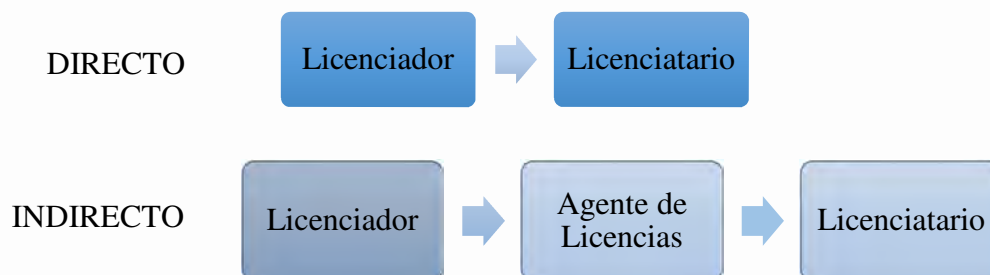 DIRECTO
Licenciador
Licenciatario
INDIRECTO
Licenciador
Agente de
Licencias
Licenciatario